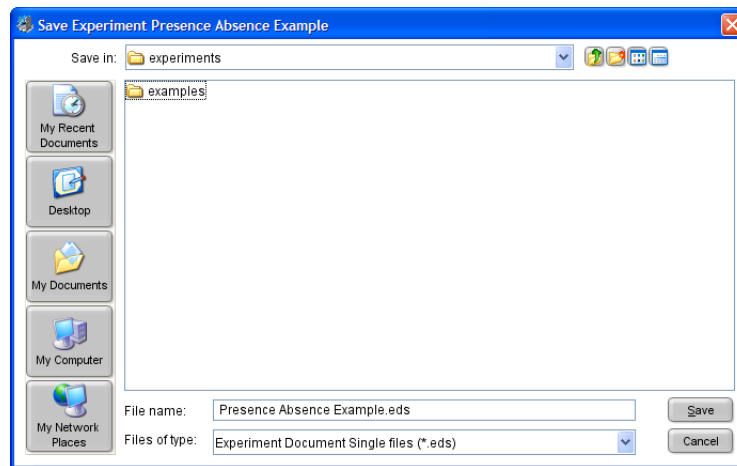 Save Experiment Presence Absence Example
Save in:
experiments
examples
My Recent
Documents
Desktop
My Documents
My Computer
My Network
Places
File name:
Presence Absence Example.eds
Save
Files of type:
Experiment Document Single files (*.eds)
Cancel